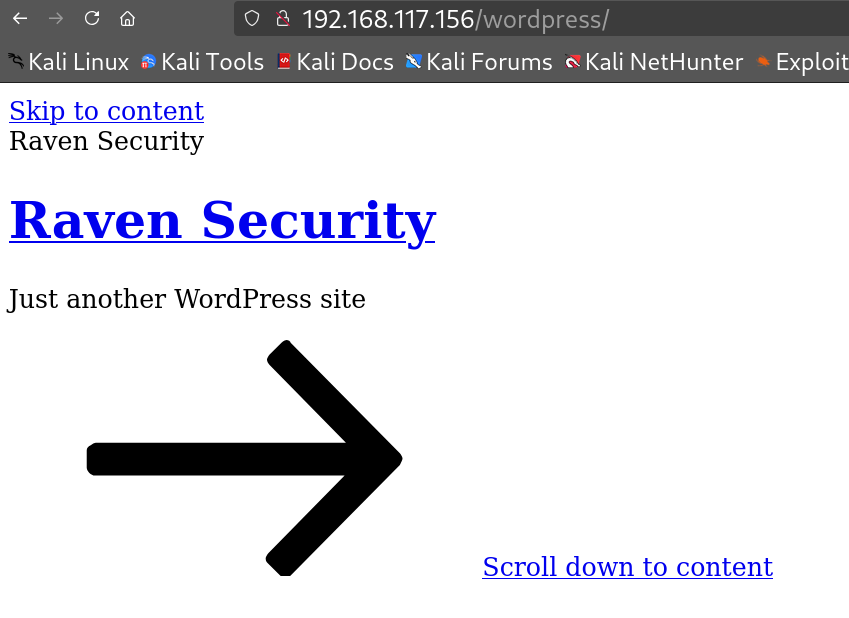 192.168.117.156/wordpress/
Kali Linux Kali Tools Kali Docs Kali Forums Kali NetHunter Exploit
Skip to content
Raven Security
Raven Security
Just another WordPress site
Scroll down to content